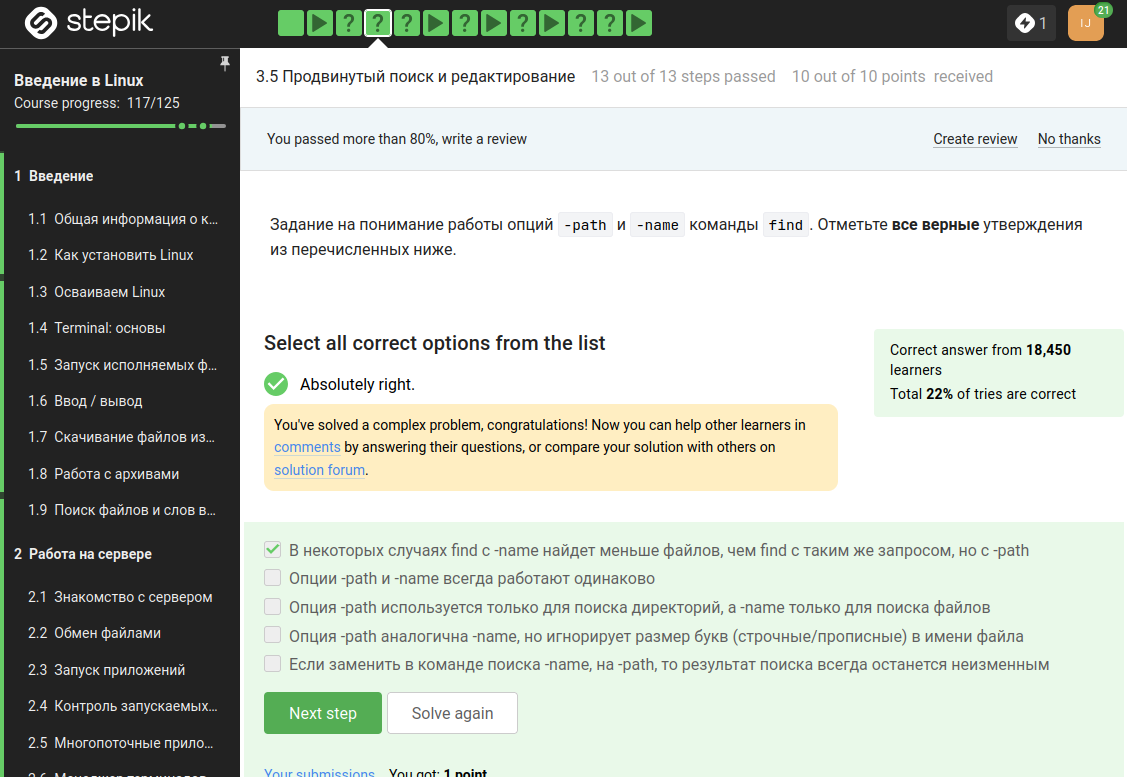 stepik
? ? ? ? ? ? ?
1
IJ
21
Введение в Linux
Course progress: 117/125
1 Введение
1.1 Общая информация о к...
1.2 Как установить Linux
1.3 Осваиваем Linux
1.4 Terminal: основы
1.5 Запуск исполняемых ф...
1.6 Ввод / вывод
1.7 Скачивание файлов из...
1.8 Работа с архивами
1.9 Поиск файлов и слов в...
2 Работа на сервере
2.1 Знакомство с сервером
2.2 Обмен файлами
2.3 Запуск приложений
2.4 Контроль запускаемых...
2.5 Многопоточные прило...
3.5 Продвинутый поиск и редактирование 13 out of 13 steps passed 10 out of 10 points received
You passed more than 80%, write a review Create review No thanks
Задание на понимание работы опций -path и -name команды find. Отметьте все верные утверждения
из перечисленных ниже.
Select all correct options from the list
Absolutely right.
You've solved a complex problem, congratulations! Now you can help other learners in
comments by answering their questions, or compare your solution with others on
solution forum.
Correct answer from 18,450
learners
Total 22% of tries are correct
В некоторых случаях find с -name найдет меньше файлов, чем find с таким же запросом, но с -path
Опции -path и -name всегда работают одинаково
Опция -path используется только для поиска директорий, а -name только для поиска файлов
Опция -path аналогична -name, но игнорирует размер букв (строчные/прописные) в имени файла
Если заменить в команде поиска -name, на -path, то результат поиска всегда останется неизменным
Next step Solve again
Your submissions You got: 1 point